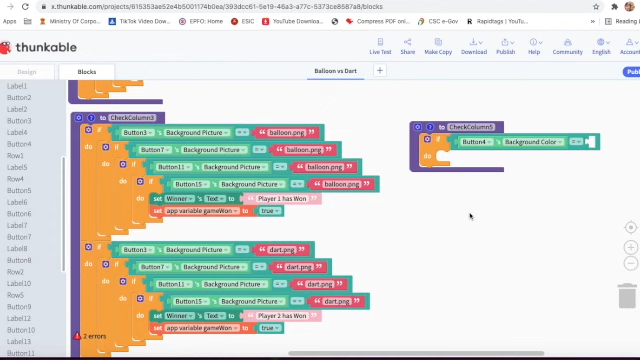 x.thunkable.com/projects/615353ae52e4b5001174b0ea/393dcc61-5e19-46a3-a77c-5373ce8587a8/blocks
Apps
Ministry Of Corpo...
TikTok Video Dow...
EPFO: Home
ESIC
YouTube Downloa...
Compress PDF onl...
CSC e-Gov
Rapidtags | YouTub...
Reading
thunkable
Live Test
Share
Make Copy
Download
Publish
Help
Community
Publ
Design
Blocks
Balloon vs Dart
+
Label1
Button2
Label2
Button3
Label4
Row1
Button4
Label5
Button5
Label6
Button6
Label7
Button7
Label8
Button8
Row2
Row5
Button9
Label12
Button10
Label13
Button11
to CheckColumn3
if Button3 's Background Picture = “ balloon.png ”
do if Button7 's Background Picture = “ balloon.png ”
do if Button11 's Background Picture = “ balloon.png ”
do if Button15 's Background Picture = “ balloon.png ”
do set Winner 's Text to “ Player 1 has Won ”
set app variable gameWon to true
if Button3 's Background Picture = “ dart.png ”
do if Button7 's Background Picture = “ dart.png ”
do if Button11 's Background Picture = “ dart.png ”
do if Button15 's Background Picture = “ dart.png ”
do set Winner 's Text to “ Player 2 has Won ”
set app variable gameWon to true
2 errors
to CheckColumn5
if Button4 's Background Color =
do